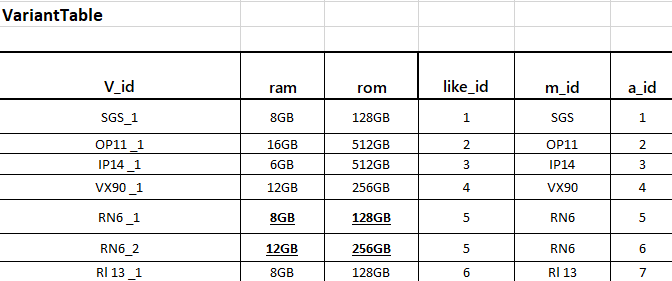 VariantTable
V_id ram rom like_id m_id a_id
SGS_1 8GB 128GB 1 SGS 1
OP11 _1 16GB 512GB 2 OP11 2
IP14 _1 6GB 512GB 3 IP14 3
VX90 _1 12GB 256GB 4 VX90 4
RN6 _1 8GB 128GB 5 RN6 5
RN6_2 12GB 256GB 5 RN6 6
Rl 13 _1 8GB 128GB 6 Rl 13 7